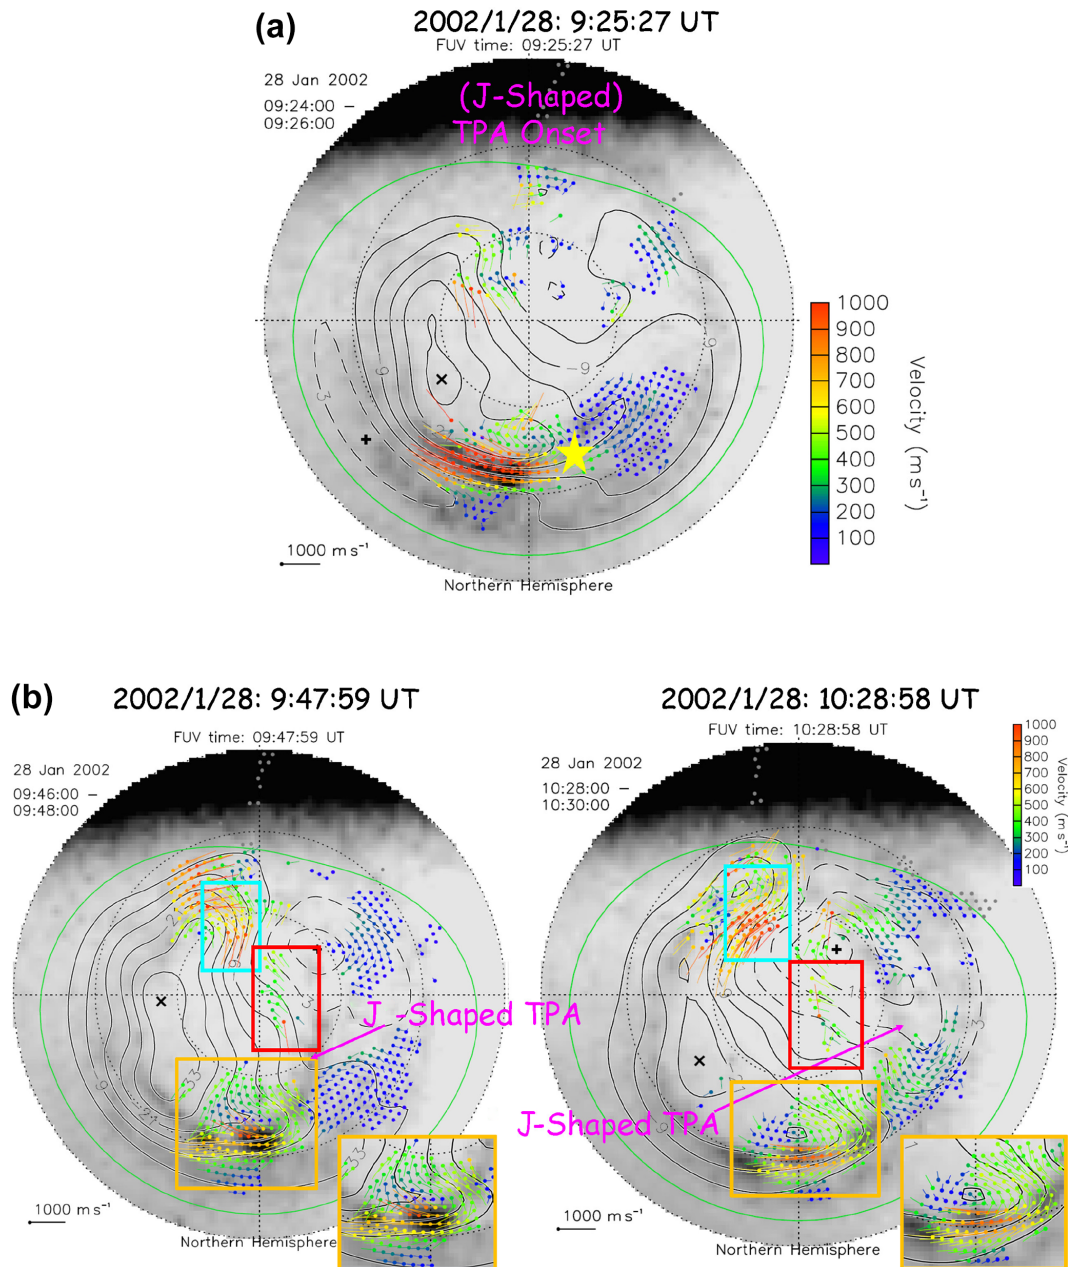 (a)
2002/1/28: 9:25:27 UT
FUV time: 09:25:27 UT
28 Jan 2002
09:24:00 –
09:26:00
(J-Shaped)
TPA Onset
9
-9
9
3
1000
900
800
700
600
500
400
300
200
100
Velocity (m s⁻¹)
1000 m s⁻¹
Northern Hemisphere
(b)
2002/1/28: 9:47:59 UT
FUV time: 09:47:59 UT
28 Jan 2002
09:46:00 –
09:48:00
J -Shaped TPA
1000 m s⁻¹
Northern Hemisphere
2002/1/28: 10:28:58 UT
FUV time: 10:28:58 UT
28 Jan 2002
10:28:00 –
10:30:00
1000
900
800
700
600
500
400
300
200
100
Velocity (m s⁻¹)
J-Shaped TPA
1000 m s⁻¹
Northern Hemisphere